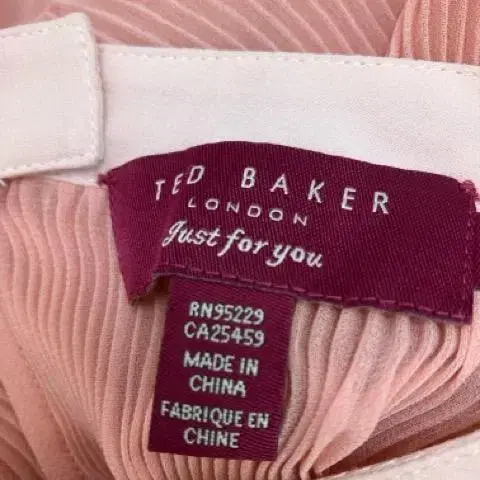 TED BAKER
LONDON
Just for you
RN95229
CA25459
MADE IN
CHINA
FABRIQUE EN
CHINE